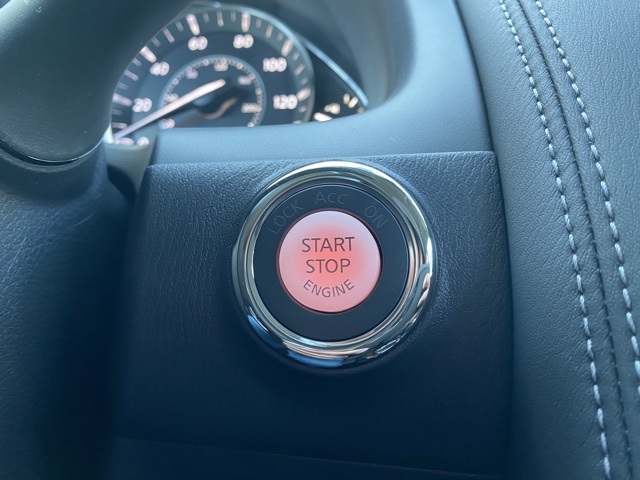 60 80
40 100
20 120
LOCK ACC ON
START
STOP
ENGINE